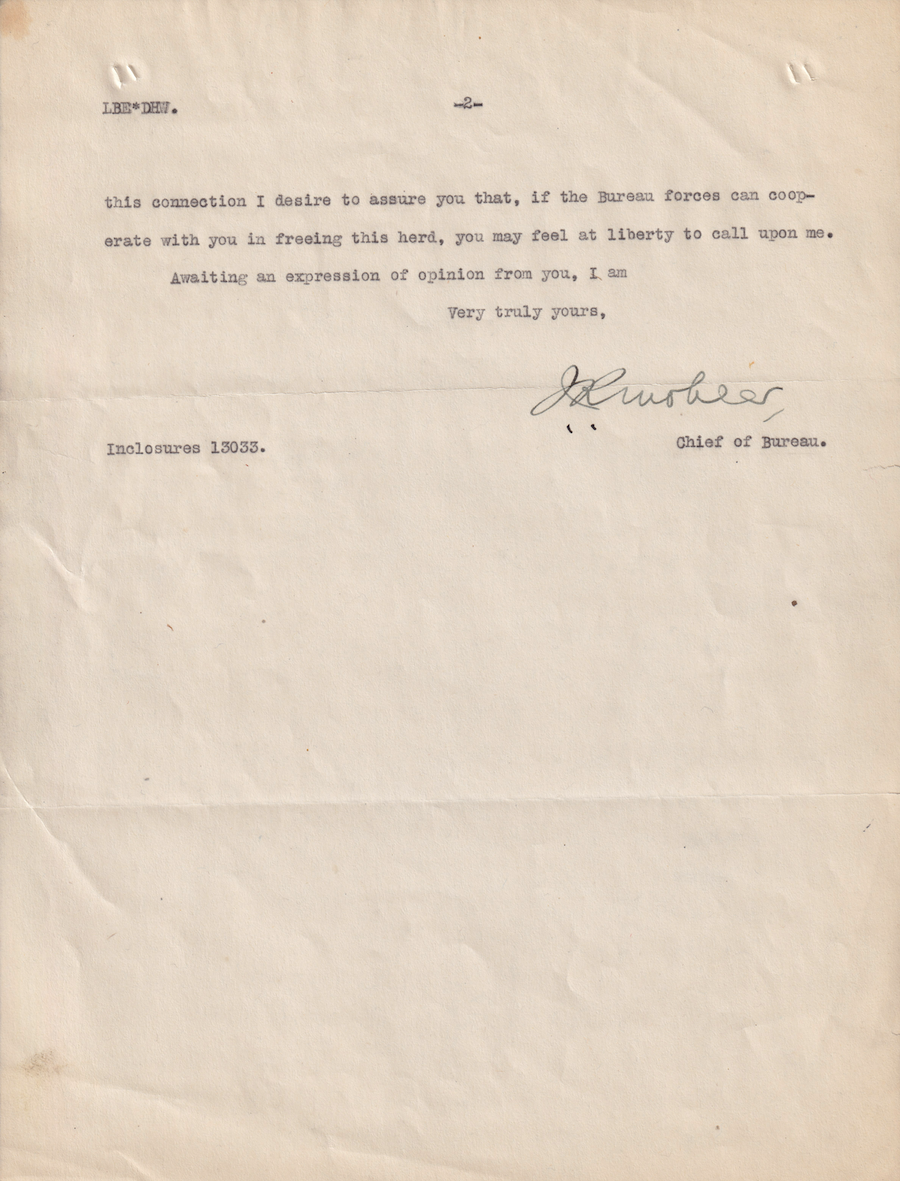 LBE*DHW. -2-
this connection I desire to assure you that, if the Bureau forces can coop-
erate with you in freeing this herd, you may feel at liberty to call upon me.
Awaiting an expression of opinion from you, I am
Very truly yours,
JRMohler,
Inclosures 13033. Chief of Bureau.